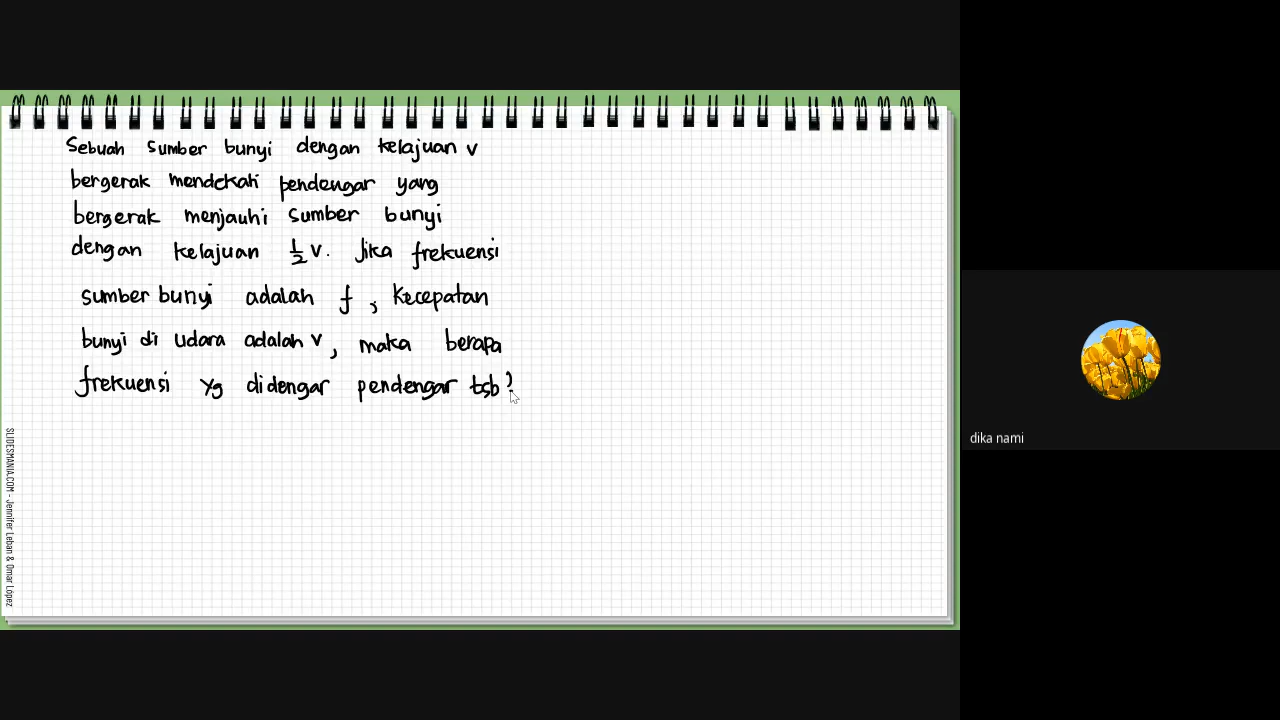 Sebuah sumber bunyi dengan kelajuan v
bergerak mendekati pendengar yang
bergerak menjauhi sumber bunyi
dengan kelajuan ½ v. Jika frekuensi
sumber bunyi adalah f, kecepatan
bunyi di udara adalah v, maka berapa
frekuensi yg didengar pendengar tsb?
SLIDESMANIA.COM - Jennifer Leban & Omar López
dika nami